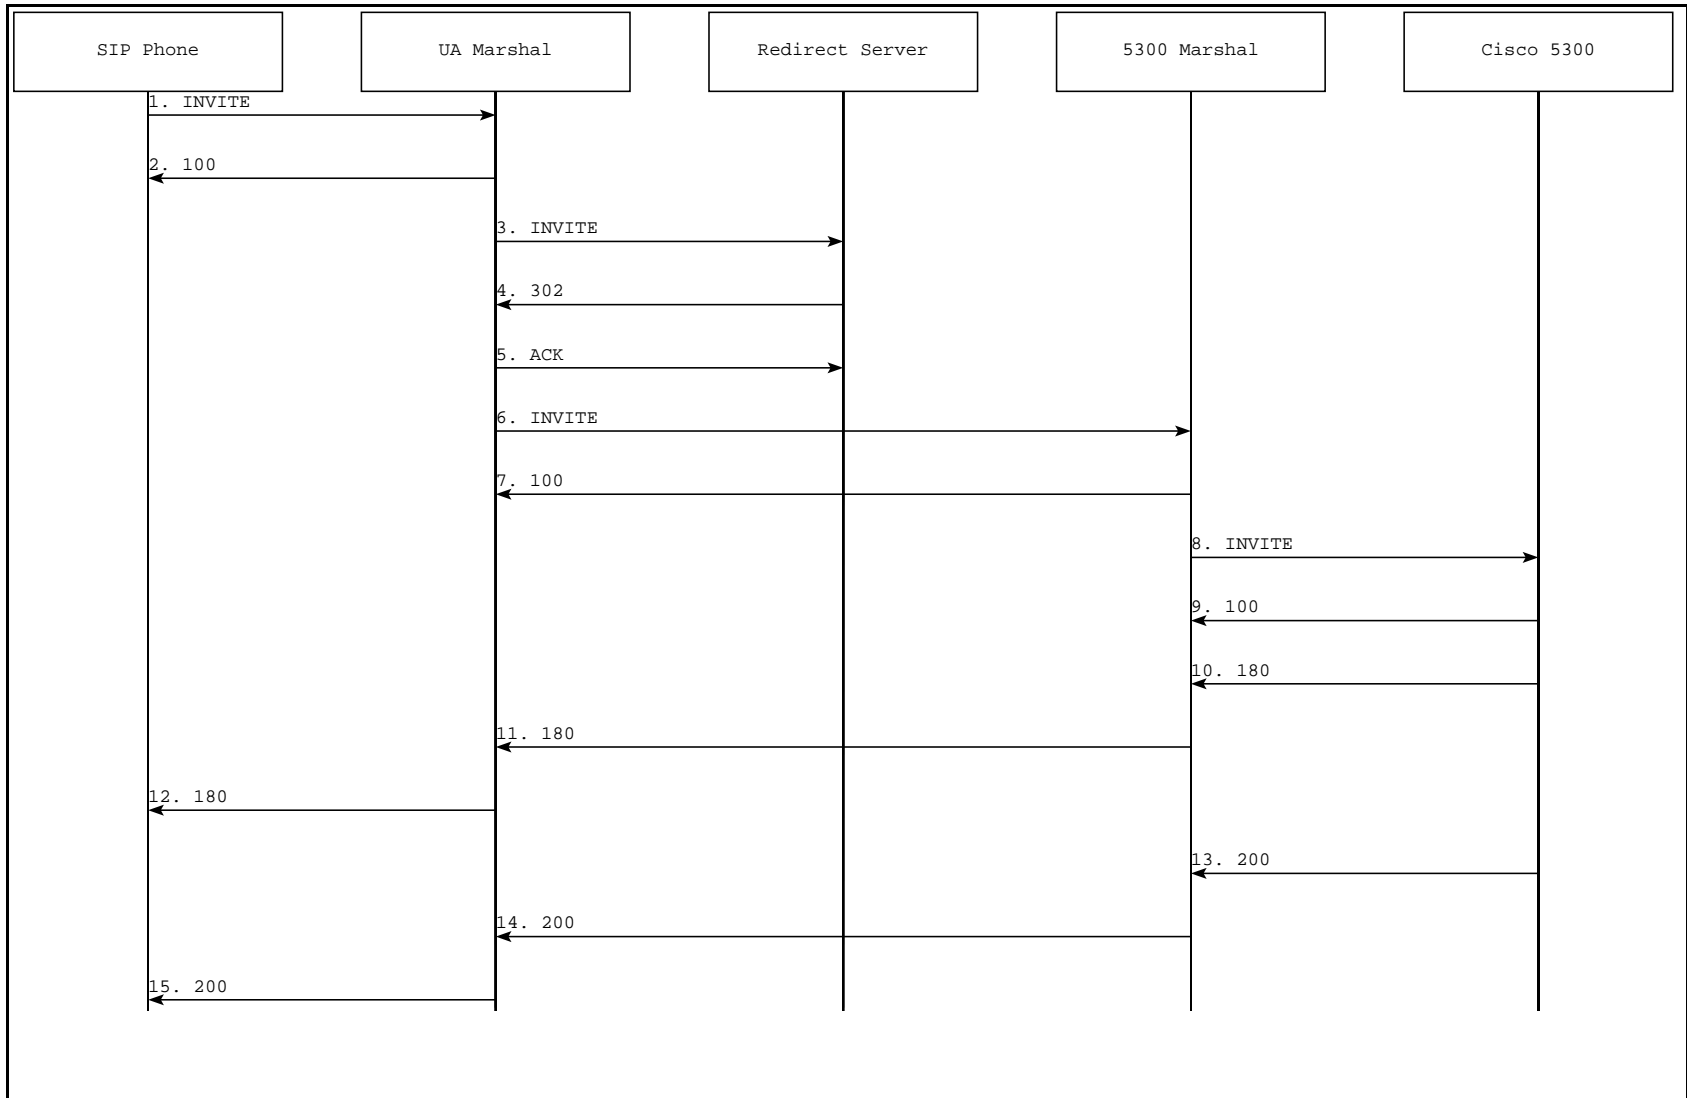 SIP Phone
UA Marshal
Redirect Server
5300 Marshal
Cisco 5300
1. INVITE
2. 100
3. INVITE
4. 302
5. ACK
6. INVITE
7. 100
8. INVITE
9. 100
10. 180
11. 180
12. 180
13. 200
14. 200
15. 200